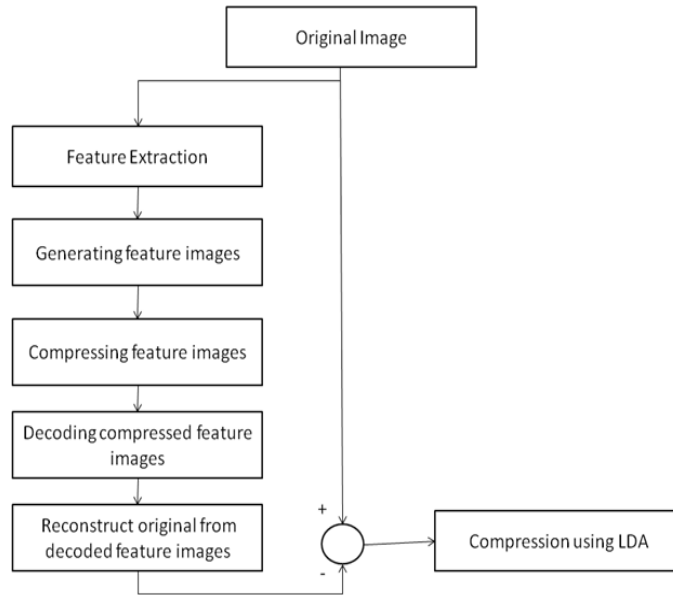 Original Image
Feature Extraction
Generating feature images
Compressing feature images
Decoding compressed feature
images
Reconstruct original from
decoded feature images
+
-
Compression using LDA